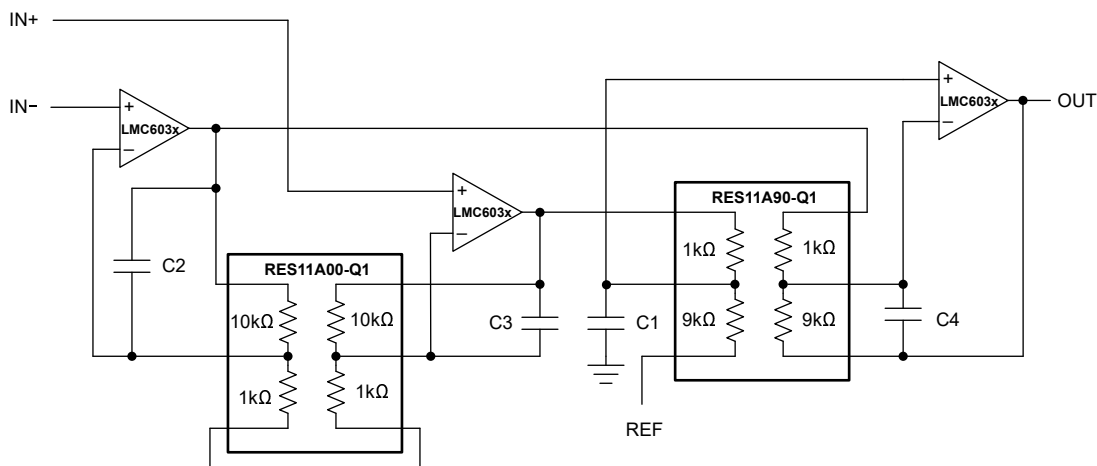 IN+
IN−
+
LMC603x
−
OUT
+
LMC603x
−
+
LMC603x
−
RES11A90-Q1
1kΩ
1kΩ
C2
RES11A00-Q1
10kΩ
10kΩ
C3
C1
9kΩ
9kΩ
C4
1kΩ
1kΩ
REF